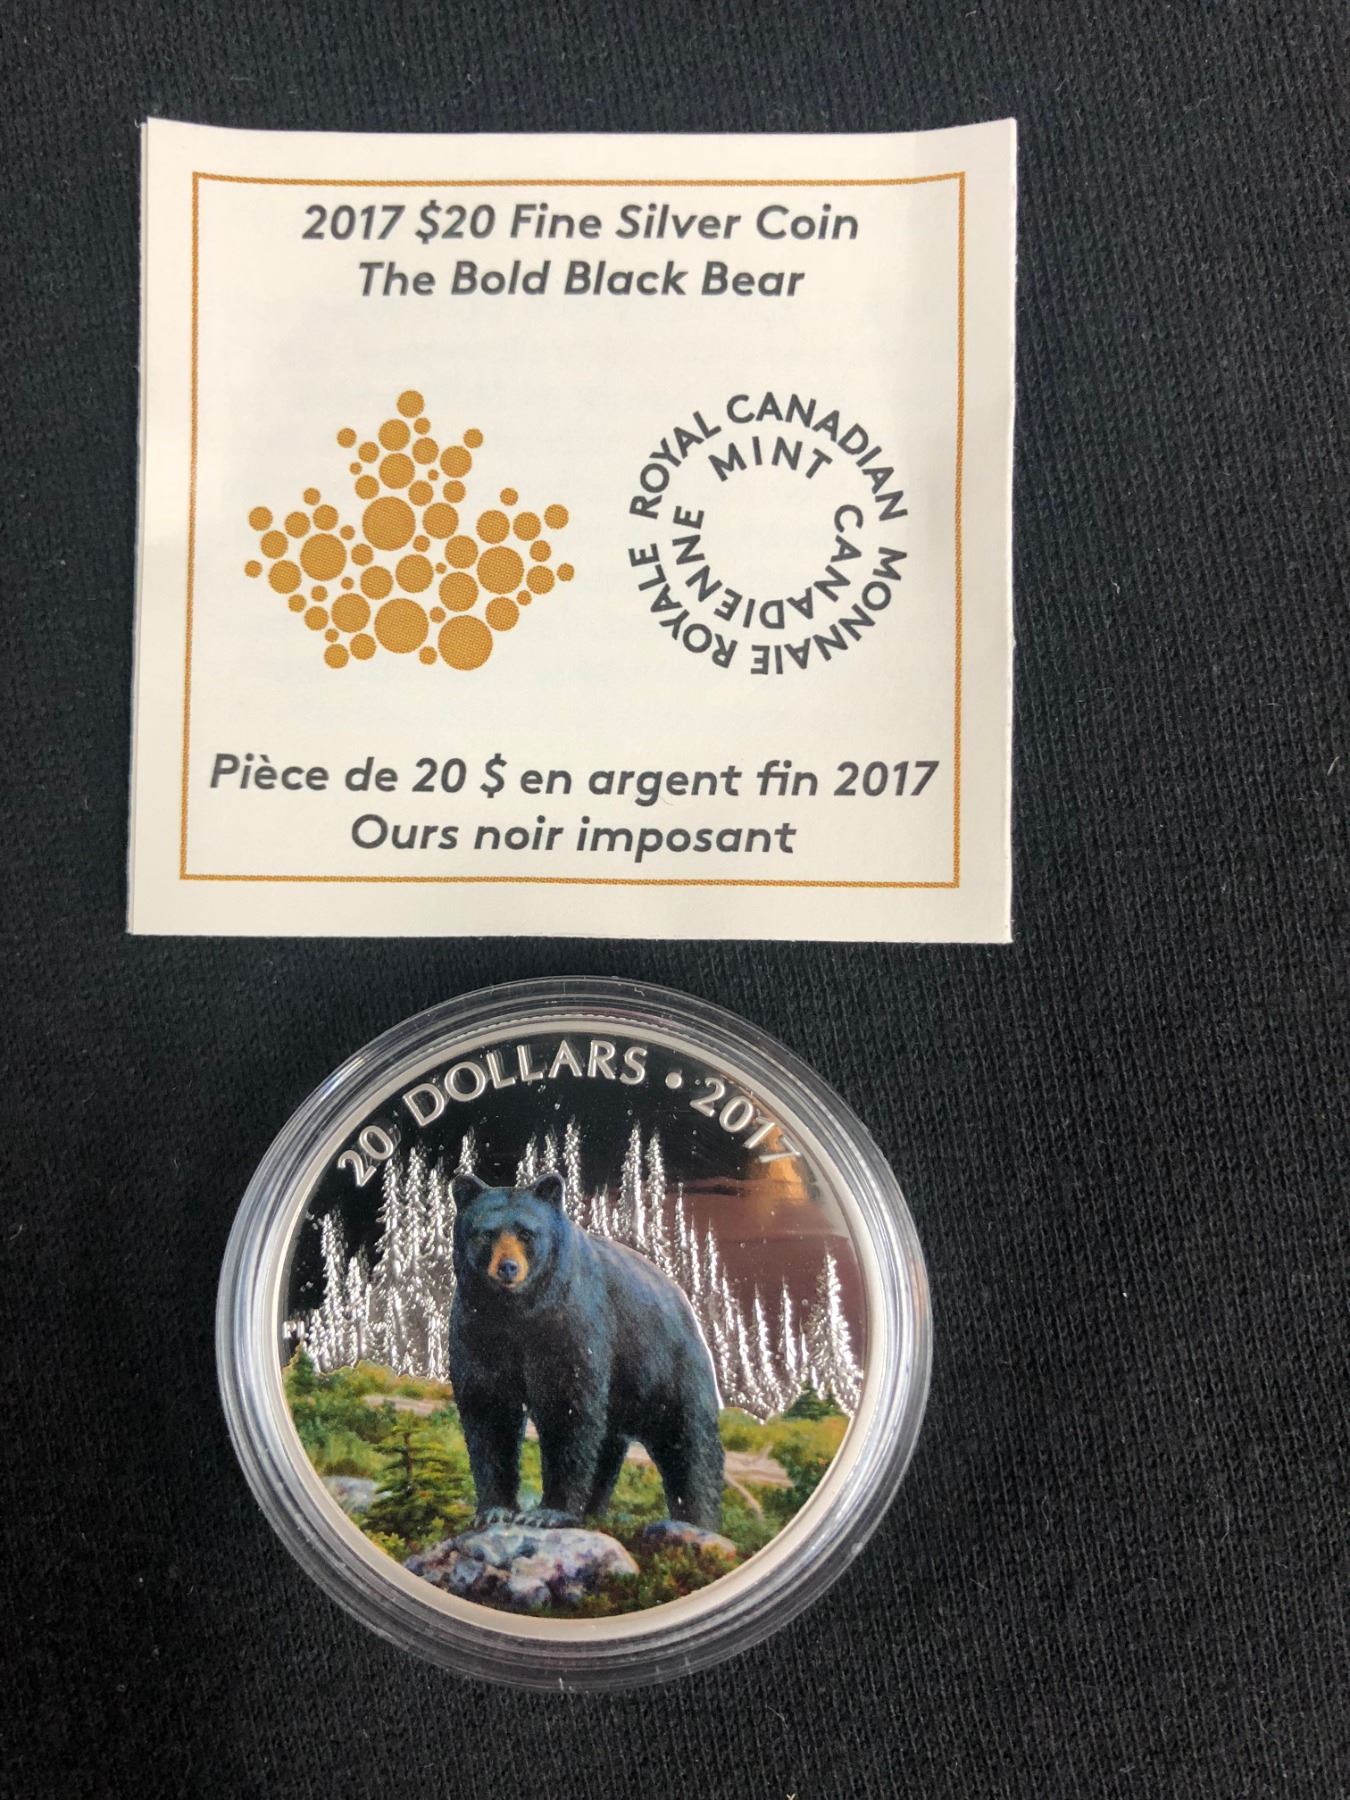 2017 $20 Fine Silver Coin
The Bold Black Bear
ROYAL CANADIAN MINT
MONNAIE ROYALE CANADIENNE
Pièce de 20 $ en argent fin 2017
Ours noir imposant
20 DOLLARS • 2017